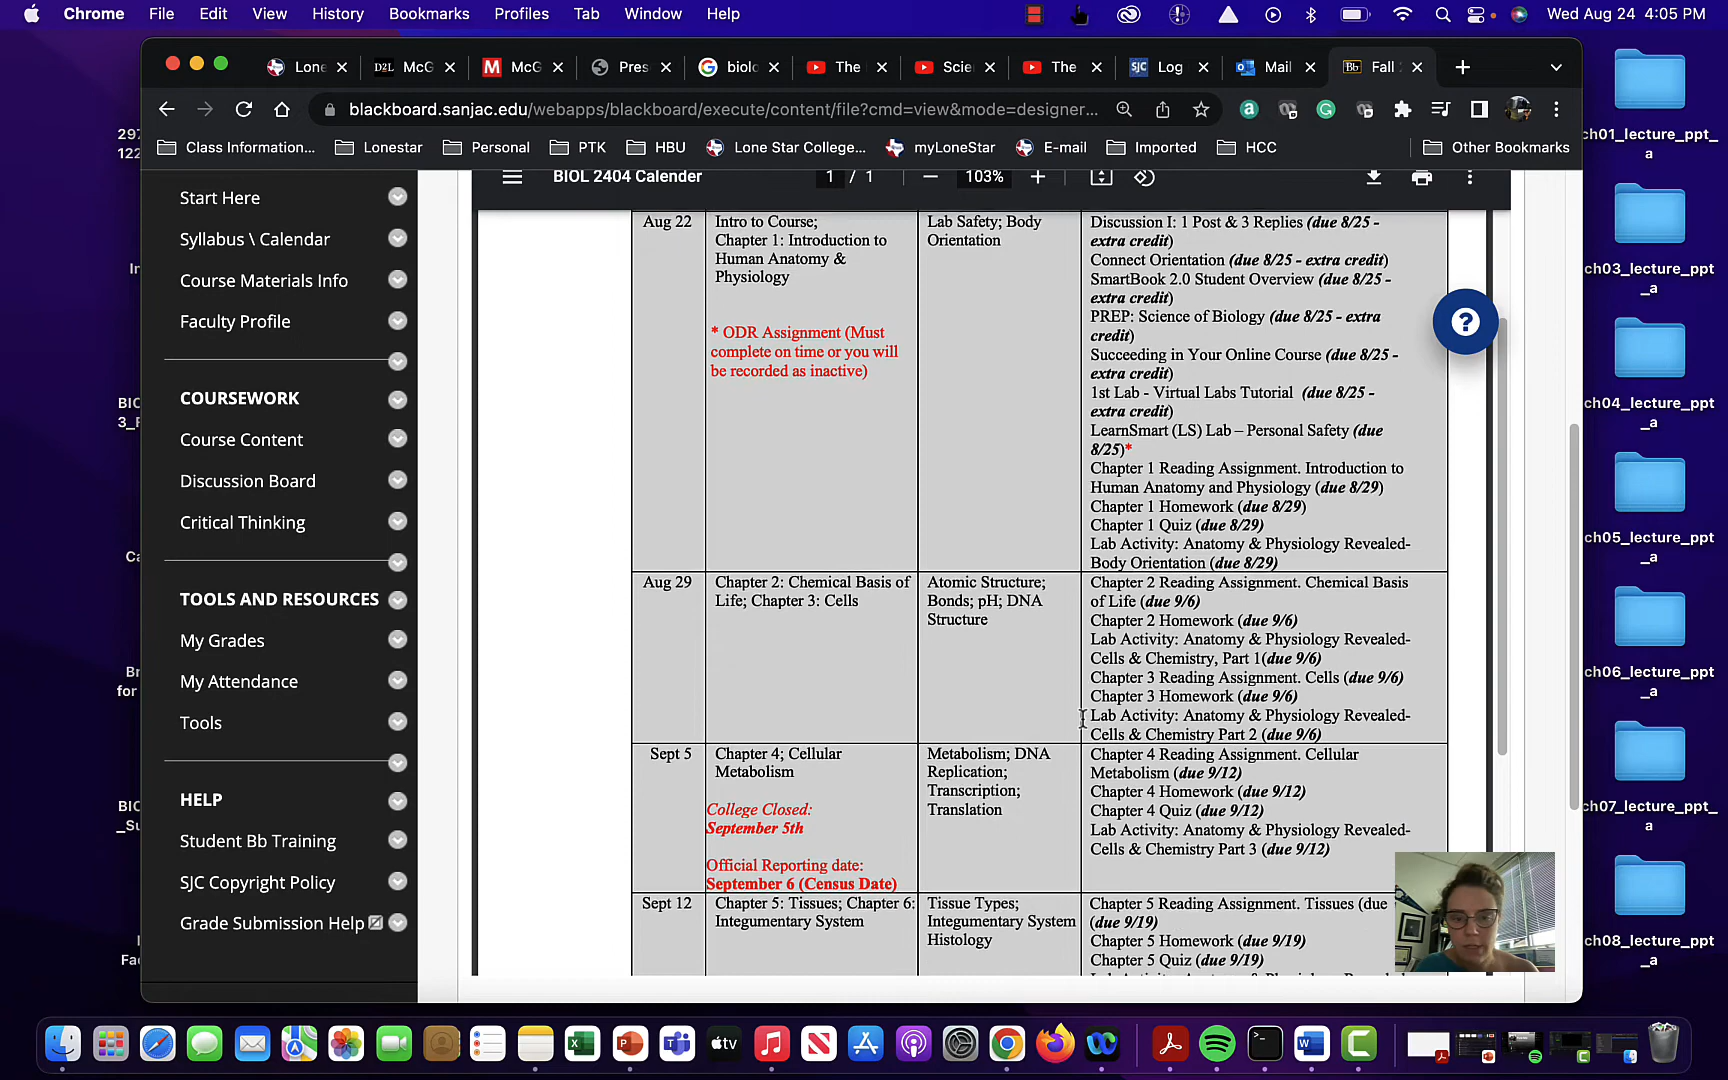 Chrome File Edit View History Bookmarks Profiles Tab Window Help Wed Aug 24 4:05 PM
Lone D2L McG M McG Pres biolo The Scie The SJC Log Mail Bb Fall
blackboard.sanjac.edu/webapps/blackboard/execute/content/file?cmd=view&mode=designer...
Class Information... Lonestar Personal PTK HBU Lone Star College... myLoneStar E-mail Imported HCC Other Bookmarks
BIOL 2404 Calender 1 / 1 103%
Start Here
Syllabus \ Calendar
Course Materials Info
Faculty Profile
COURSEWORK
Course Content
Discussion Board
Critical Thinking
TOOLS AND RESOURCES
My Grades
My Attendance
Tools
HELP
Student Bb Training
SJC Copyright Policy
Grade Submission Help
Aug 22
Intro to Course;
Chapter 1: Introduction to
Human Anatomy &
Physiology
* ODR Assignment (Must
complete on time or you will
be recorded as inactive)
Lab Safety; Body
Orientation
Discussion I: 1 Post & 3 Replies (due 8/25 -
extra credit)
Connect Orientation (due 8/25 - extra credit)
SmartBook 2.0 Student Overview (due 8/25 -
extra credit)
PREP: Science of Biology (due 8/25 - extra
credit)
Succeeding in Your Online Course (due 8/25 -
extra credit)
1st Lab - Virtual Labs Tutorial (due 8/25 -
extra credit)
LearnSmart (LS) Lab – Personal Safety (due
8/25)*
Chapter 1 Reading Assignment. Introduction to
Human Anatomy and Physiology (due 8/29)
Chapter 1 Homework (due 8/29)
Chapter 1 Quiz (due 8/29)
Lab Activity: Anatomy & Physiology Revealed-
Body Orientation (due 8/29)
Aug 29
Chapter 2: Chemical Basis of
Life; Chapter 3: Cells
Atomic Structure;
Bonds; pH; DNA
Structure
Chapter 2 Reading Assignment. Chemical Basis
of Life (due 9/6)
Chapter 2 Homework (due 9/6)
Lab Activity: Anatomy & Physiology Revealed-
Cells & Chemistry, Part 1(due 9/6)
Chapter 3 Reading Assignment. Cells (due 9/6)
Chapter 3 Homework (due 9/6)
Lab Activity: Anatomy & Physiology Revealed-
Cells & Chemistry Part 2 (due 9/6)
Sept 5
Chapter 4; Cellular
Metabolism
College Closed:
September 5th
Official Reporting date:
September 6 (Census Date)
Metabolism; DNA
Replication;
Transcription;
Translation
Chapter 4 Reading Assignment. Cellular
Metabolism (due 9/12)
Chapter 4 Homework (due 9/12)
Chapter 4 Quiz (due 9/12)
Lab Activity: Anatomy & Physiology Revealed-
Cells & Chemistry Part 3 (due 9/12)
Sept 12
Chapter 5: Tissues; Chapter 6:
Integumentary System
Tissue Types;
Integumentary System
Histology
Chapter 5 Reading Assignment. Tissues (due
(due 9/19)
Chapter 5 Homework (due 9/19)
Chapter 5 Quiz (due 9/19)
ch01_lecture_ppt
_a
ch03_lecture_ppt
_a
ch04_lecture_ppt
_a
ch05_lecture_ppt
_a
ch06_lecture_ppt
_a
ch07_lecture_ppt
_a
ch08_lecture_ppt
_a
297
122
In
BIC
3_F
Ca
Br
for
BIO
_Su
Fac
tv